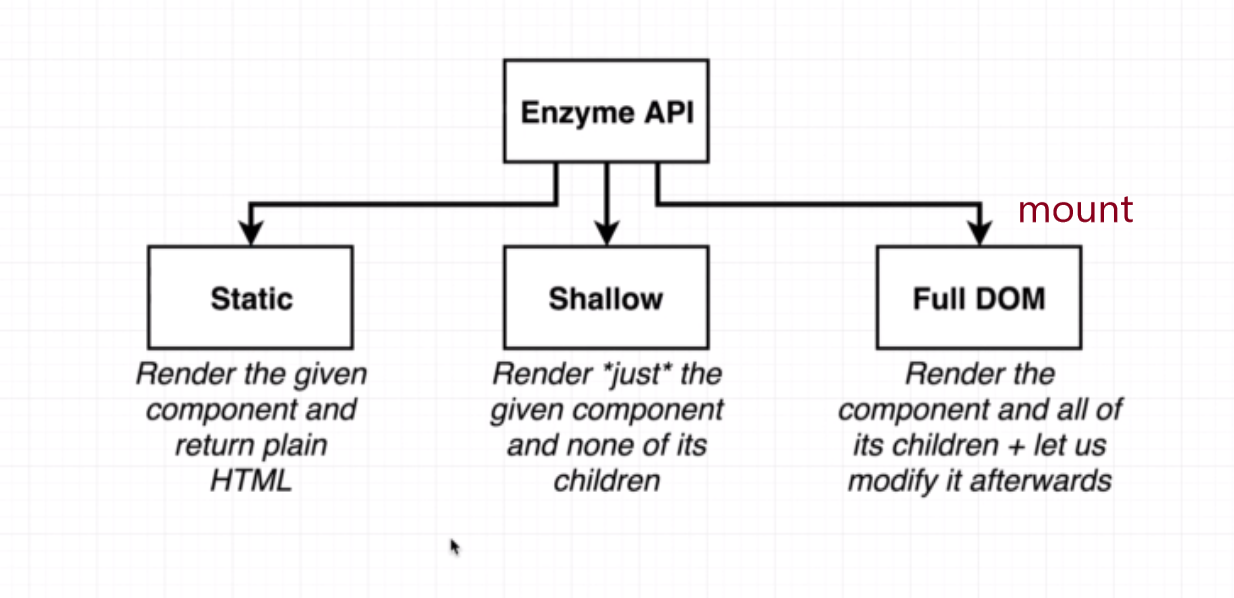 Enzyme API
mount
Static
Shallow
Full DOM
Render the given
component and
return plain
HTML
Render *just* the
given component
and none of its
children
Render the
component and all of
its children + let us
modify it afterwards